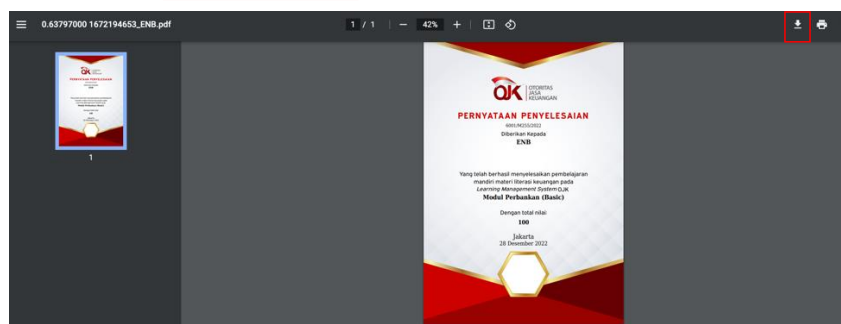 0.63797000 1672194653_ENB.pdf
1 / 1
42%
1
OJK
OTORITAS
JASA
KEUANGAN
PERNYATAAN PENYELESAIAN
Diberikan Kepada
ENB
Yang telah berhasil menyelesaikan pembelajaran
mandiri materi literasi keuangan pada
Learning Management System OJK
Modul Perbankan (Basic)
Dengan total nilai
100
Jakarta
28 Desember 2022